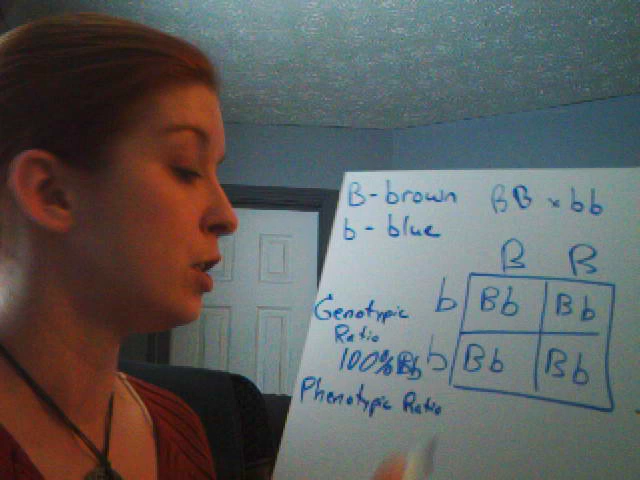 B - brown BB x bb
b - blue
B B
b Bb Bb
b Bb Bb
Genotypic
Ratio
100% Bb
Phenotypic Ratio